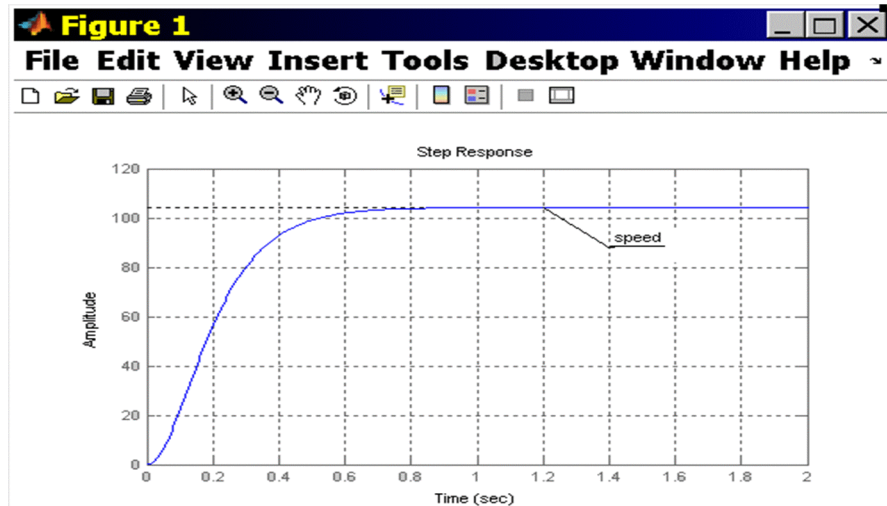 Figure 1
File Edit View Insert Tools Desktop Window Help
Step Response
120
100
80
60
40
20
0
speed
Amplitude
0 0.2 0.4 0.6 0.8 1 1.2 1.4 1.6 1.8 2
Time (sec)